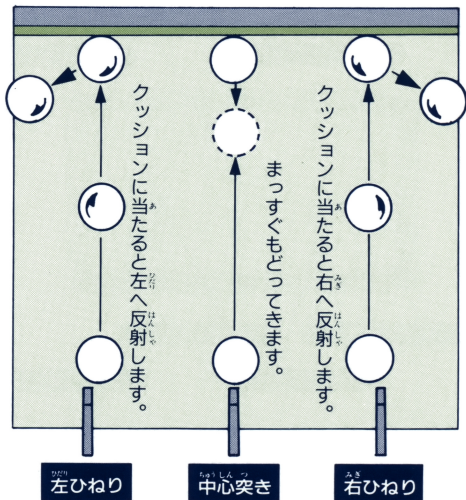 クッションに当たると右へ反射します。
まっすぐもどってきます。
クッションに当たると左へ反射します。
左ひねり
中心突き
右ひねり